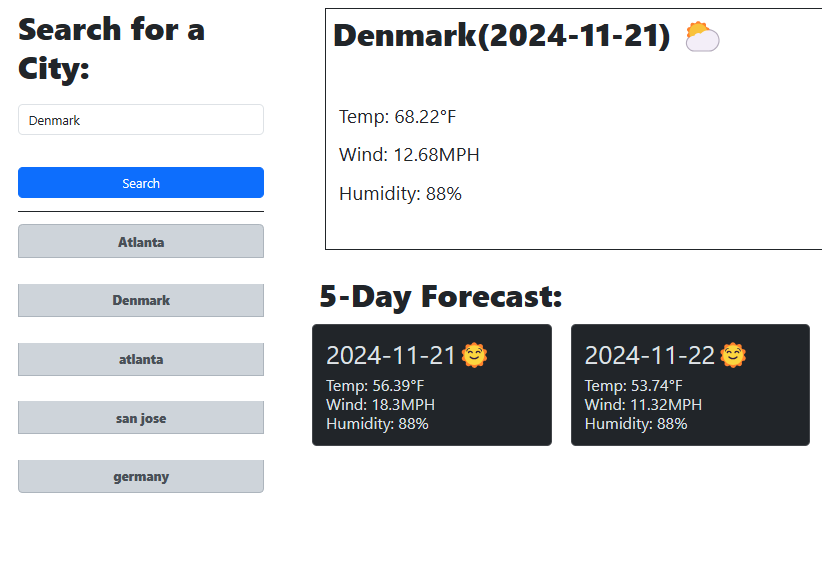 Search for a
City:
Denmark
Search
Atlanta
Denmark
atlanta
san jose
germany
Denmark(2024-11-21)
Temp: 68.22°F
Wind: 12.68MPH
Humidity: 88%
5-Day Forecast:
2024-11-21
Temp: 56.39°F
Wind: 18.3MPH
Humidity: 88%
2024-11-22
Temp: 53.74°F
Wind: 11.32MPH
Humidity: 88%